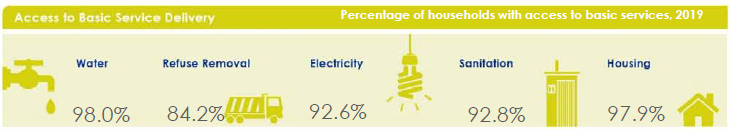 Access to Basic Service Delivery Percentage of households with access to basic services, 2019
Water Refuse Removal Electricity Sanitation Housing
98.0% 84.2% 92.6% 92.8% 97.9%